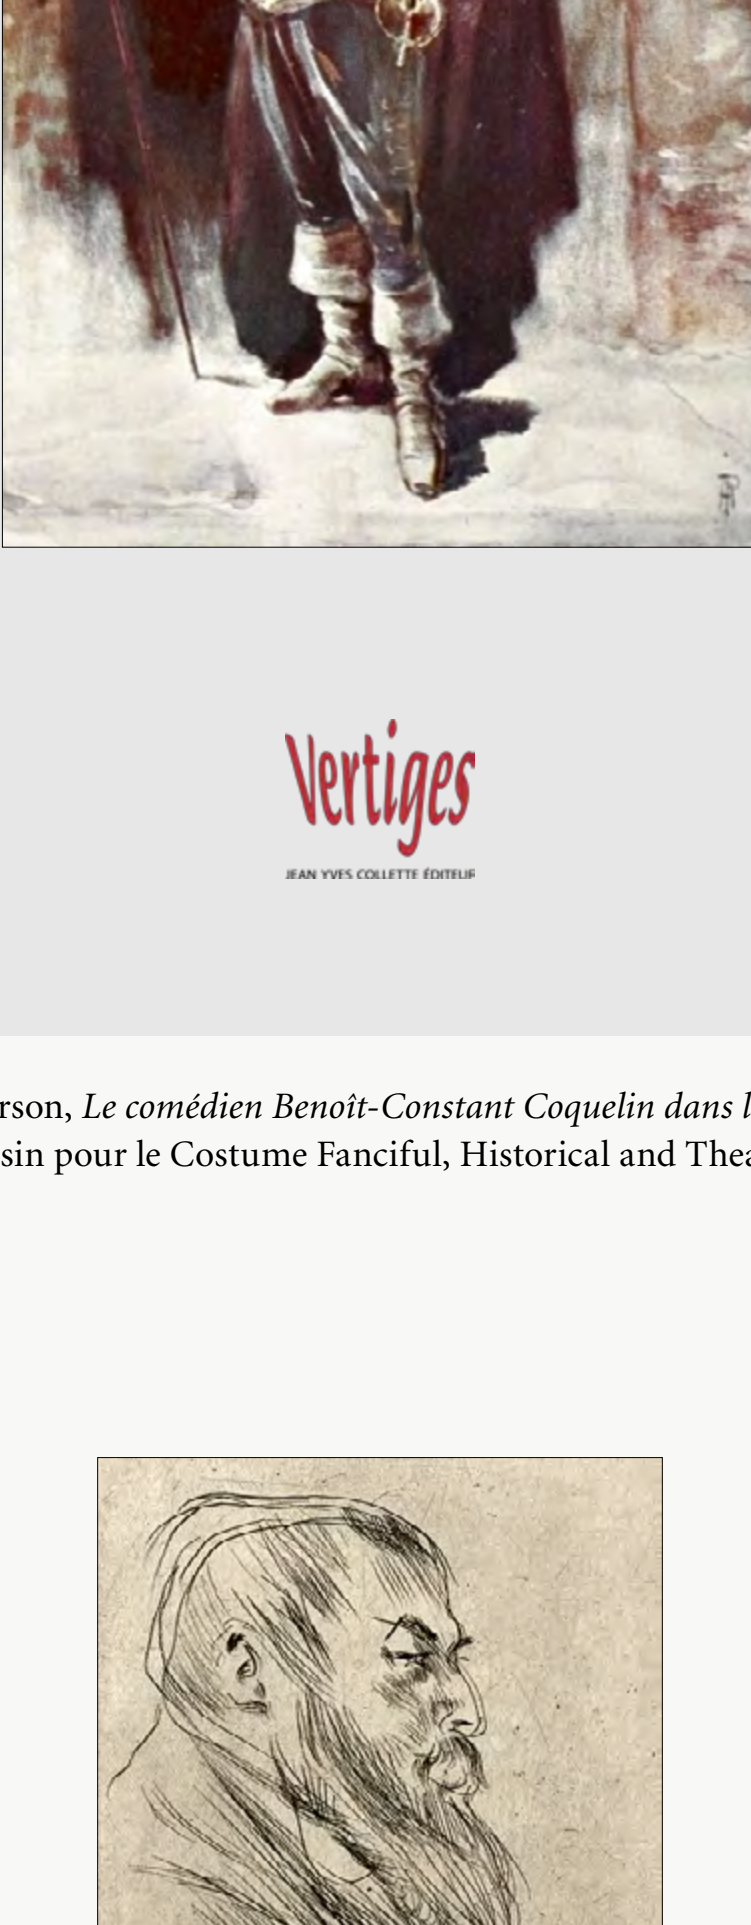 Vertiges
JEAN YVES COLLETTE ÉDITEUR
rson, Le comédien Benoît-Constant Coquelin dans l
sin pour le Costume Fanciful, Historical and Thea